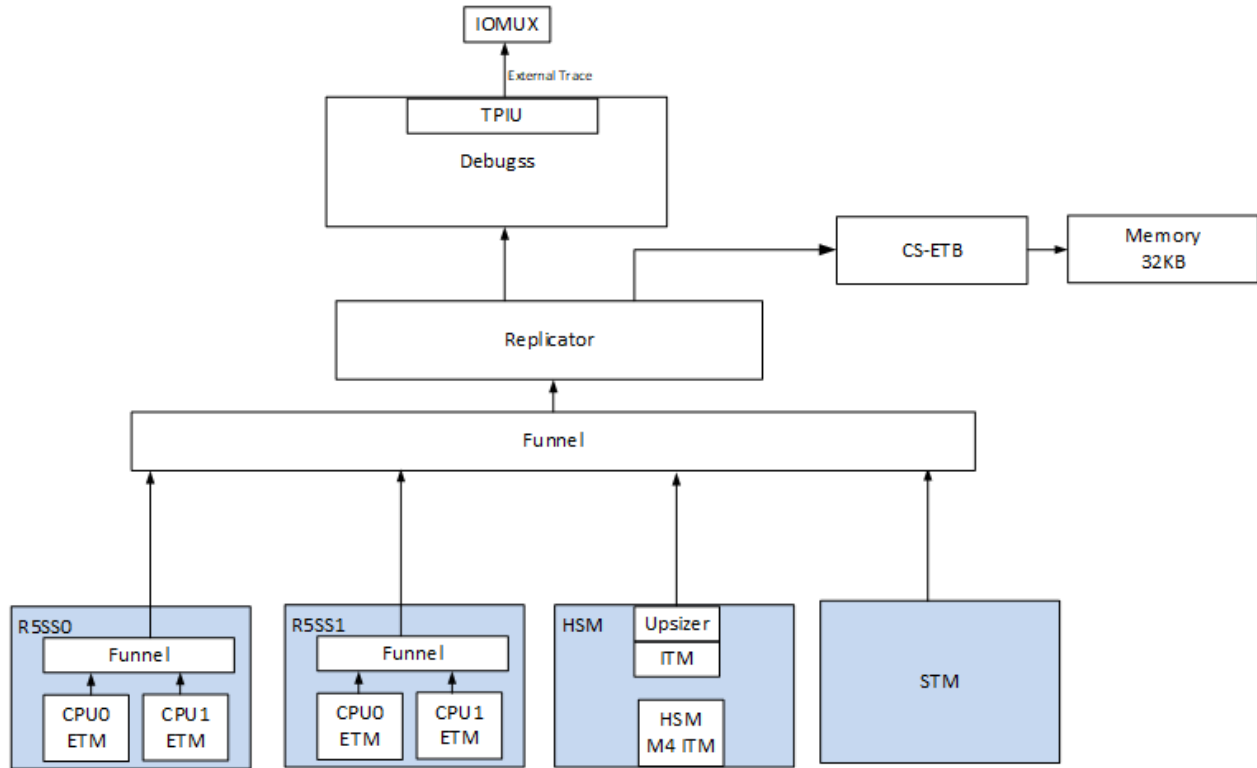 IOMUX
External Trace
TPIU
Debugss
CS-ETB
Memory
32KB
Replicator
Funnel
R5SS0
Funnel
CPU0
ETM
CPU1
ETM
R5SS1
Funnel
CPU0
ETM
CPU1
ETM
HSM
Upsizer
ITM
HSM
M4 ITM
STM